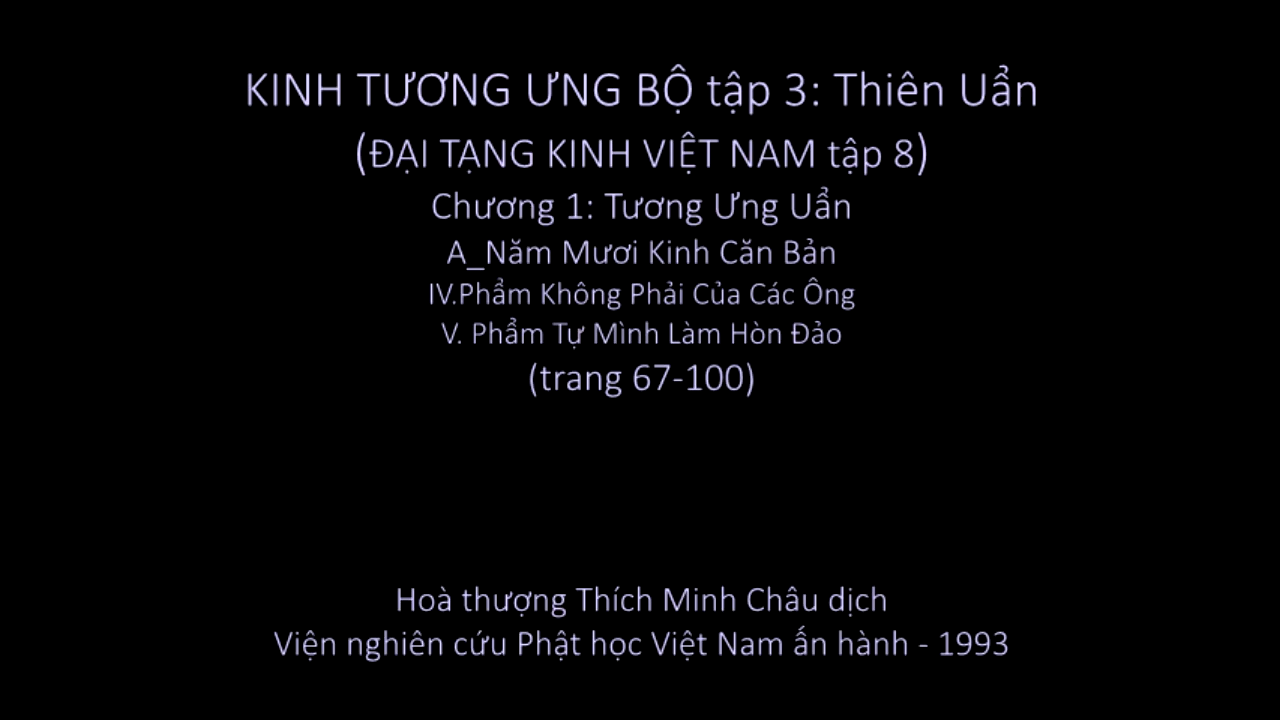 KINH TƯƠNG ƯNG BỘ tập 3: Thiên Uẩn
(ĐẠI TẠNG KINH VIỆT NAM tập 8)
Chương 1: Tương Ưng Uẩn
A_Năm Mươi Kinh Căn Bản
IV.Phẩm Không Phải Của Các Ông
V. Phẩm Tự Mình Làm Hòn Đảo
(trang 67-100)
Hoà thượng Thích Minh Châu dịch
Viện nghiên cứu Phật học Việt Nam ấn hành - 1993